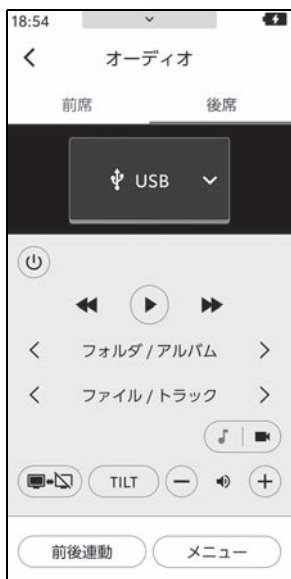 18:54
オーディオ
前席 後席
USB
フォルダ / アルバム
ファイル / トラック
TILT
前後連動 メニュー